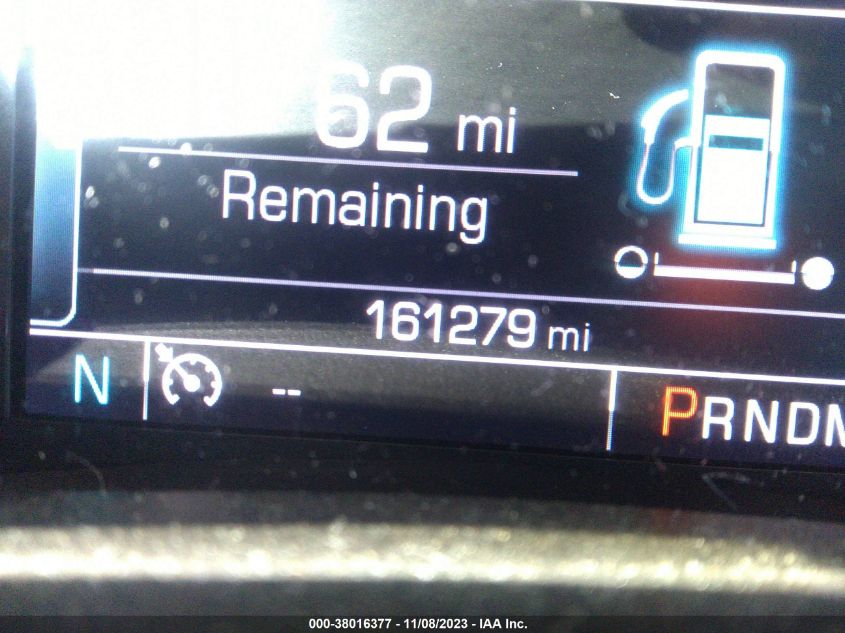 62 mi
Remaining
161279 mi
N -- PRNDM
000-38016377 - 11/08/2023 - IAA Inc.